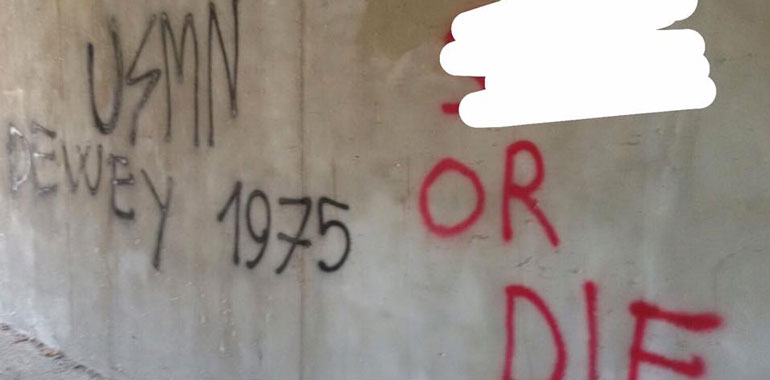 USMN
DEWEY 1975
OR
DIE